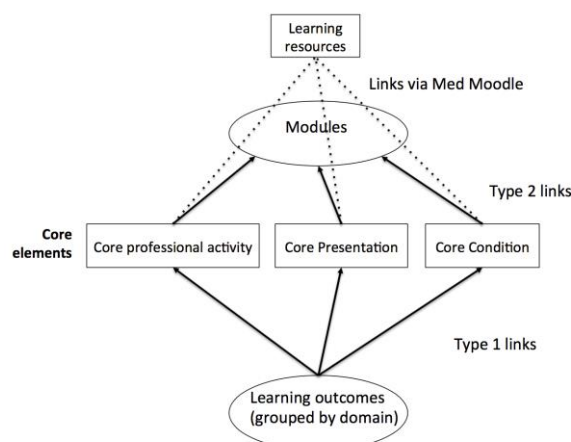 Learning
resources
Links via Med Moodle
Modules
Type 2 links
Core
elements
Core professional activity
Core Presentation
Core Condition
Type 1 links
Learning outcomes
(grouped by domain)